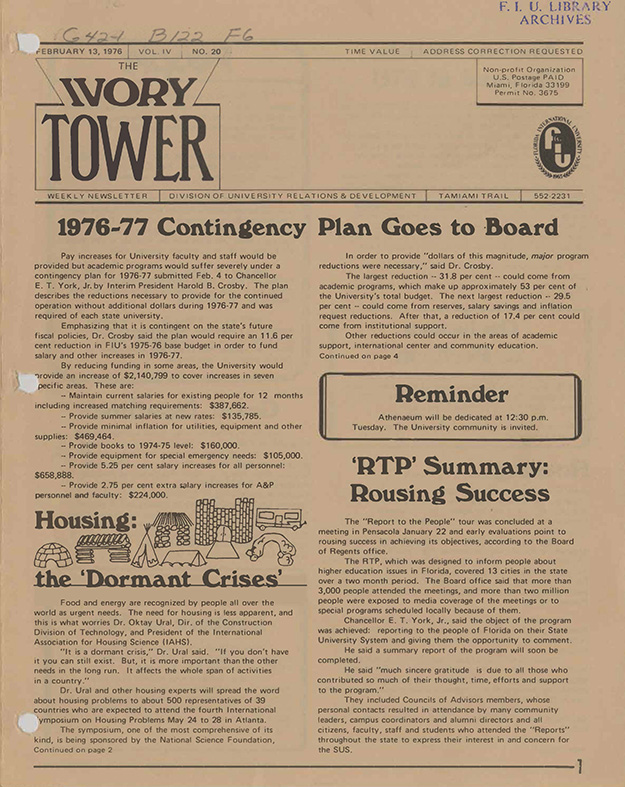 F. I. U. LIBRARY
ARCHIVES
G42-1 B122 F6
FEBRUARY 13, 1976 VOL. IV NO. 20 TIME VALUE ADDRESS CORRECTION REQUESTED
THE
IVORY
TOWER
Non-profit Organization
U.S. Postage PAID
Miami, Florida 33199
Permit No. 3675
FLORIDA INTERNATIONAL UNIVERSITY
FIU
WEEKLY NEWSLETTER DIVISION OF UNIVERSITY RELATIONS & DEVELOPMENT TAMIAMI TRAIL 552-2231
1976-77 Contingency Plan Goes to Board
Pay increases for University faculty and staff would be
provided but academic programs would suffer severely under a
contingency plan for 1976-77 submitted Feb. 4 to Chancellor
E. T. York, Jr. by Interim President Harold B. Crosby. The plan
describes the reductions necessary to provide for the continued
operation without additional dollars during 1976-77 and was
required of each state university.
Emphasizing that it is contingent on the state's future
fiscal policies, Dr. Crosby said the plan would require an 11.6 per
cent reduction in FIU's 1975-76 base budget in order to fund
salary and other increases in 1976-77.
By reducing funding in some areas, the University would
provide an increase of $2,140,799 to cover increases in seven
specific areas. These are:
-- Maintain current salaries for existing people for 12 months
including increased matching requirements: $387,662.
-- Provide summer salaries at new rates: $135,785.
-- Provide minimal inflation for utilities, equipment and other
supplies: $469,464.
-- Provide books to 1974-75 level: $160,000.
-- Provide equipment for special emergency needs: $105,000.
-- Provide 5.25 per cent salary increases for all personnel:
$658,888.
-- Provide 2.75 per cent extra salary increases for A&P
personnel and faculty: $224,000.
Housing:
the 'Dormant Crises'
Food and energy are recognized by people all over the
world as urgent needs. The need for housing is less apparent, and
this is what worries Dr. Oktay Ural, Dir. of the Construction
Division of Technology, and President of the International
Association for Housing Science (IAHS).
"It is a dormant crisis," Dr. Ural said. "If you don't have
it you can still exist. But, it is more important than the other
needs in the long run. It affects the whole span of activities
in a country."
Dr. Ural and other housing experts will spread the word
about housing problems to about 500 representatives of 39
countries who are expected to attend the fourth International
Symposium on Housing Problems May 24 to 28 in Atlanta.
The symposium, one of the most comprehensive of its
kind, is being sponsored by the National Science Foundation,
Continued on page 2
In order to provide "dollars of this magnitude, major program
reductions were necessary," said Dr. Crosby.
The largest reduction -- 31.8 per cent -- could come from
academic programs, which make up approximately 53 per cent of
the University's total budget. The next largest reduction -- 29.5
per cent -- could come from reserves, salary savings and inflation
request reductions. After that, a reduction of 17.4 per cent could
come from institutional support.
Other reductions could occur in the areas of academic
support, international center and community education.
Continued on page 4
Reminder
Athenaeum will be dedicated at 12:30 p.m.
Tuesday. The University community is invited.
'RTP' Summary:
Rousing Success
The "Report to the People" tour was concluded at a
meeting in Pensacola January 22 and early evaluations point to
rousing success in achieving its objectives, according to the Board
of Regents office.
The RTP, which was designed to inform people about
higher education issues in Florida, covered 13 cities in the state
over a two month period. The Board office said that more than
3,000 people attended the meetings, and more than two million
people were exposed to media coverage of the meetings or to
special programs scheduled locally because of them.
Chancellor E. T. York, Jr., said the object of the program
was achieved: reporting to the people of Florida on their State
University System and giving them the opportunity to comment.
He said a summary report of the program will soon be
completed.
He said "much sincere gratitude is due to all those who
contributed so much of their thought, time, efforts and support
to the program."
They included Councils of Advisors members, whose
personal contacts resulted in attendance by many community
leaders, campus coordinators and alumni directors and all
citizens, faculty, staff and students who attended the "Reports"
throughout the state to express their interest in and concern for
the SUS.
1